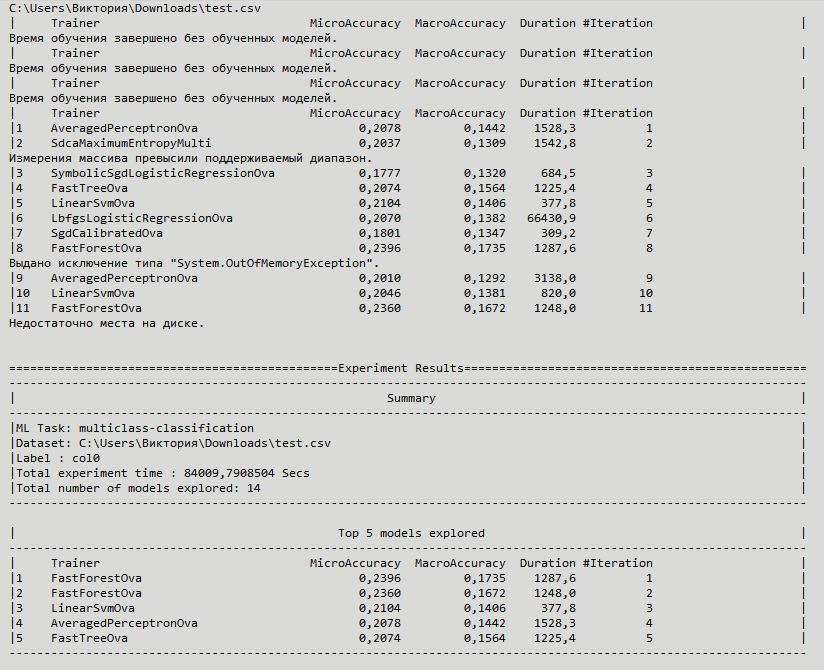 C:\Users\Виктория\Downloads\test.csv
| Trainer MicroAccuracy MacroAccuracy Duration #Iteration |
Время обучения завершено без обученных моделей.
| Trainer MicroAccuracy MacroAccuracy Duration #Iteration |
Время обучения завершено без обученных моделей.
| Trainer MicroAccuracy MacroAccuracy Duration #Iteration |
Время обучения завершено без обученных моделей.
| Trainer MicroAccuracy MacroAccuracy Duration #Iteration |
|1 AveragedPerceptronOva 0,2078 0,1442 1528,3 1 |
|2 SdcaMaximumEntropyMulti 0,2037 0,1309 1542,8 2 |
Измерения массива превысили поддерживаемый диапазон.
|3 SymbolicSgdLogisticRegressionOva 0,1777 0,1320 684,5 3 |
|4 FastTreeOva 0,2074 0,1564 1225,4 4 |
|5 LinearSvmOva 0,2104 0,1406 377,8 5 |
|6 LbfgsLogisticRegressionOva 0,2070 0,1382 66430,9 6 |
|7 SgdCalibratedOva 0,1801 0,1347 309,2 7 |
|8 FastForestOva 0,2396 0,1735 1287,6 8 |
Выдано исключение типа "System.OutOfMemoryException".
|9 AveragedPerceptronOva 0,2010 0,1292 3138,0 9 |
|10 LinearSvmOva 0,2046 0,1381 820,0 10 |
|11 FastForestOva 0,2360 0,1672 1248,0 11 |
Недостаточно места на диске.
===============================================Experiment Results=================================================
------------------------------------------------------------------------------------------------------------------
| Summary |
------------------------------------------------------------------------------------------------------------------
|ML Task: multiclass-classification |
|Dataset: C:\Users\Виктория\Downloads\test.csv |
|Label : col0 |
|Total experiment time : 84009,7908504 Secs |
|Total number of models explored: 14 |
------------------------------------------------------------------------------------------------------------------
| Top 5 models explored |
------------------------------------------------------------------------------------------------------------------
| Trainer MicroAccuracy MacroAccuracy Duration #Iteration |
|1 FastForestOva 0,2396 0,1735 1287,6 1 |
|2 FastForestOva 0,2360 0,1672 1248,0 2 |
|3 LinearSvmOva 0,2104 0,1406 377,8 3 |
|4 AveragedPerceptronOva 0,2078 0,1442 1528,3 4 |
|5 FastTreeOva 0,2074 0,1564 1225,4 5 |
------------------------------------------------------------------------------------------------------------------